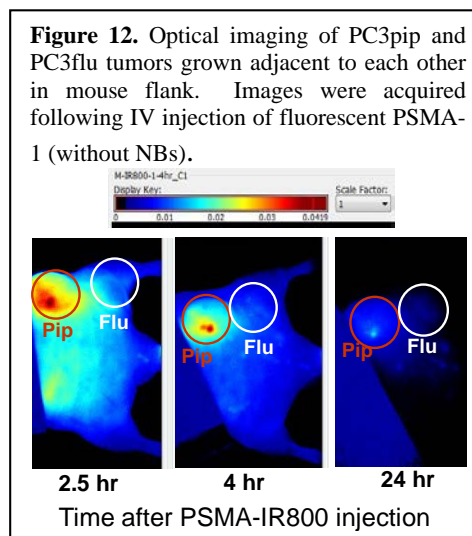 Figure 12. Optical imaging of PC3pip and
PC3flu tumors grown adjacent to each other
in mouse flank. Images were acquired
following IV injection of fluorescent PSMA-
1 (without NBs).
M-IR800-1-4hr_C1
Display Key:
Scale Factor:
0 0.01 0.02 0.03 0.0419
1
Pip
Flu
Pip
Flu
Pip
Flu
2.5 hr
4 hr
24 hr
Time after PSMA-IR800 injection